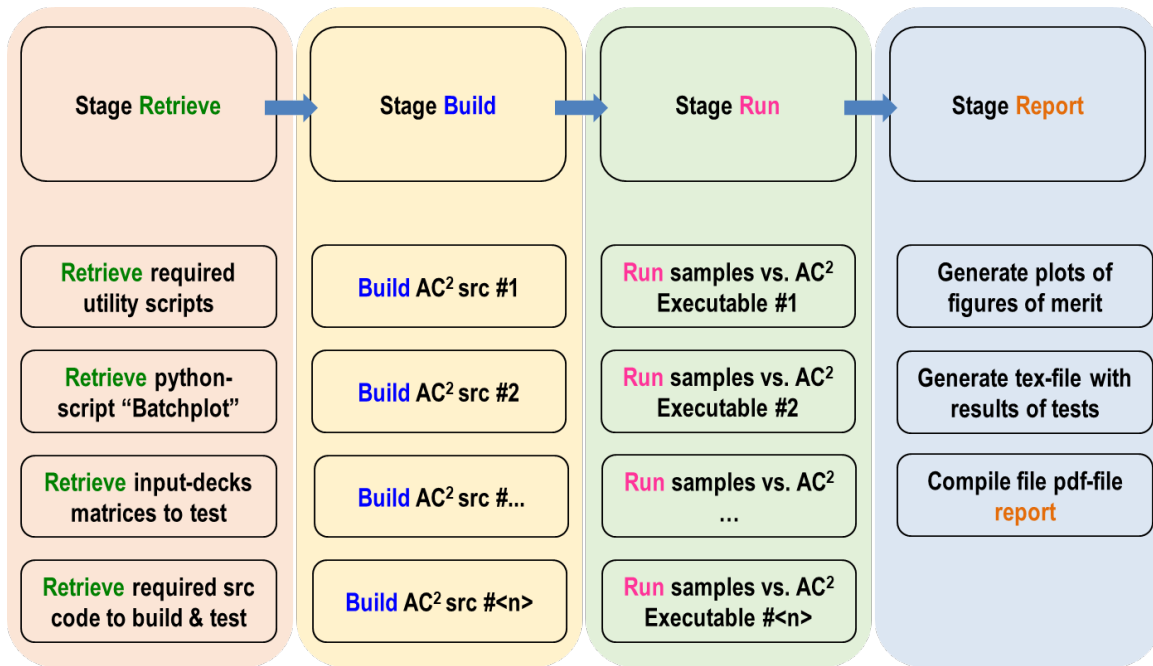 Stage Retrieve
Stage Build
Stage Run
Stage Report
Retrieve required
utility scripts
Retrieve python-
script “Batchplot”
Retrieve input-decks
matrices to test
Retrieve required src
code to build & test
Build AC² src #1
Build AC² src #2
Build AC² src #...
Build AC² src #<n>
Run samples vs. AC²
Executable #1
Run samples vs. AC²
Executable #2
Run samples vs. AC²
...
Run samples vs. AC²
Executable #<n>
Generate plots of
figures of merit
Generate tex-file with
results of tests
Compile file pdf-file
report